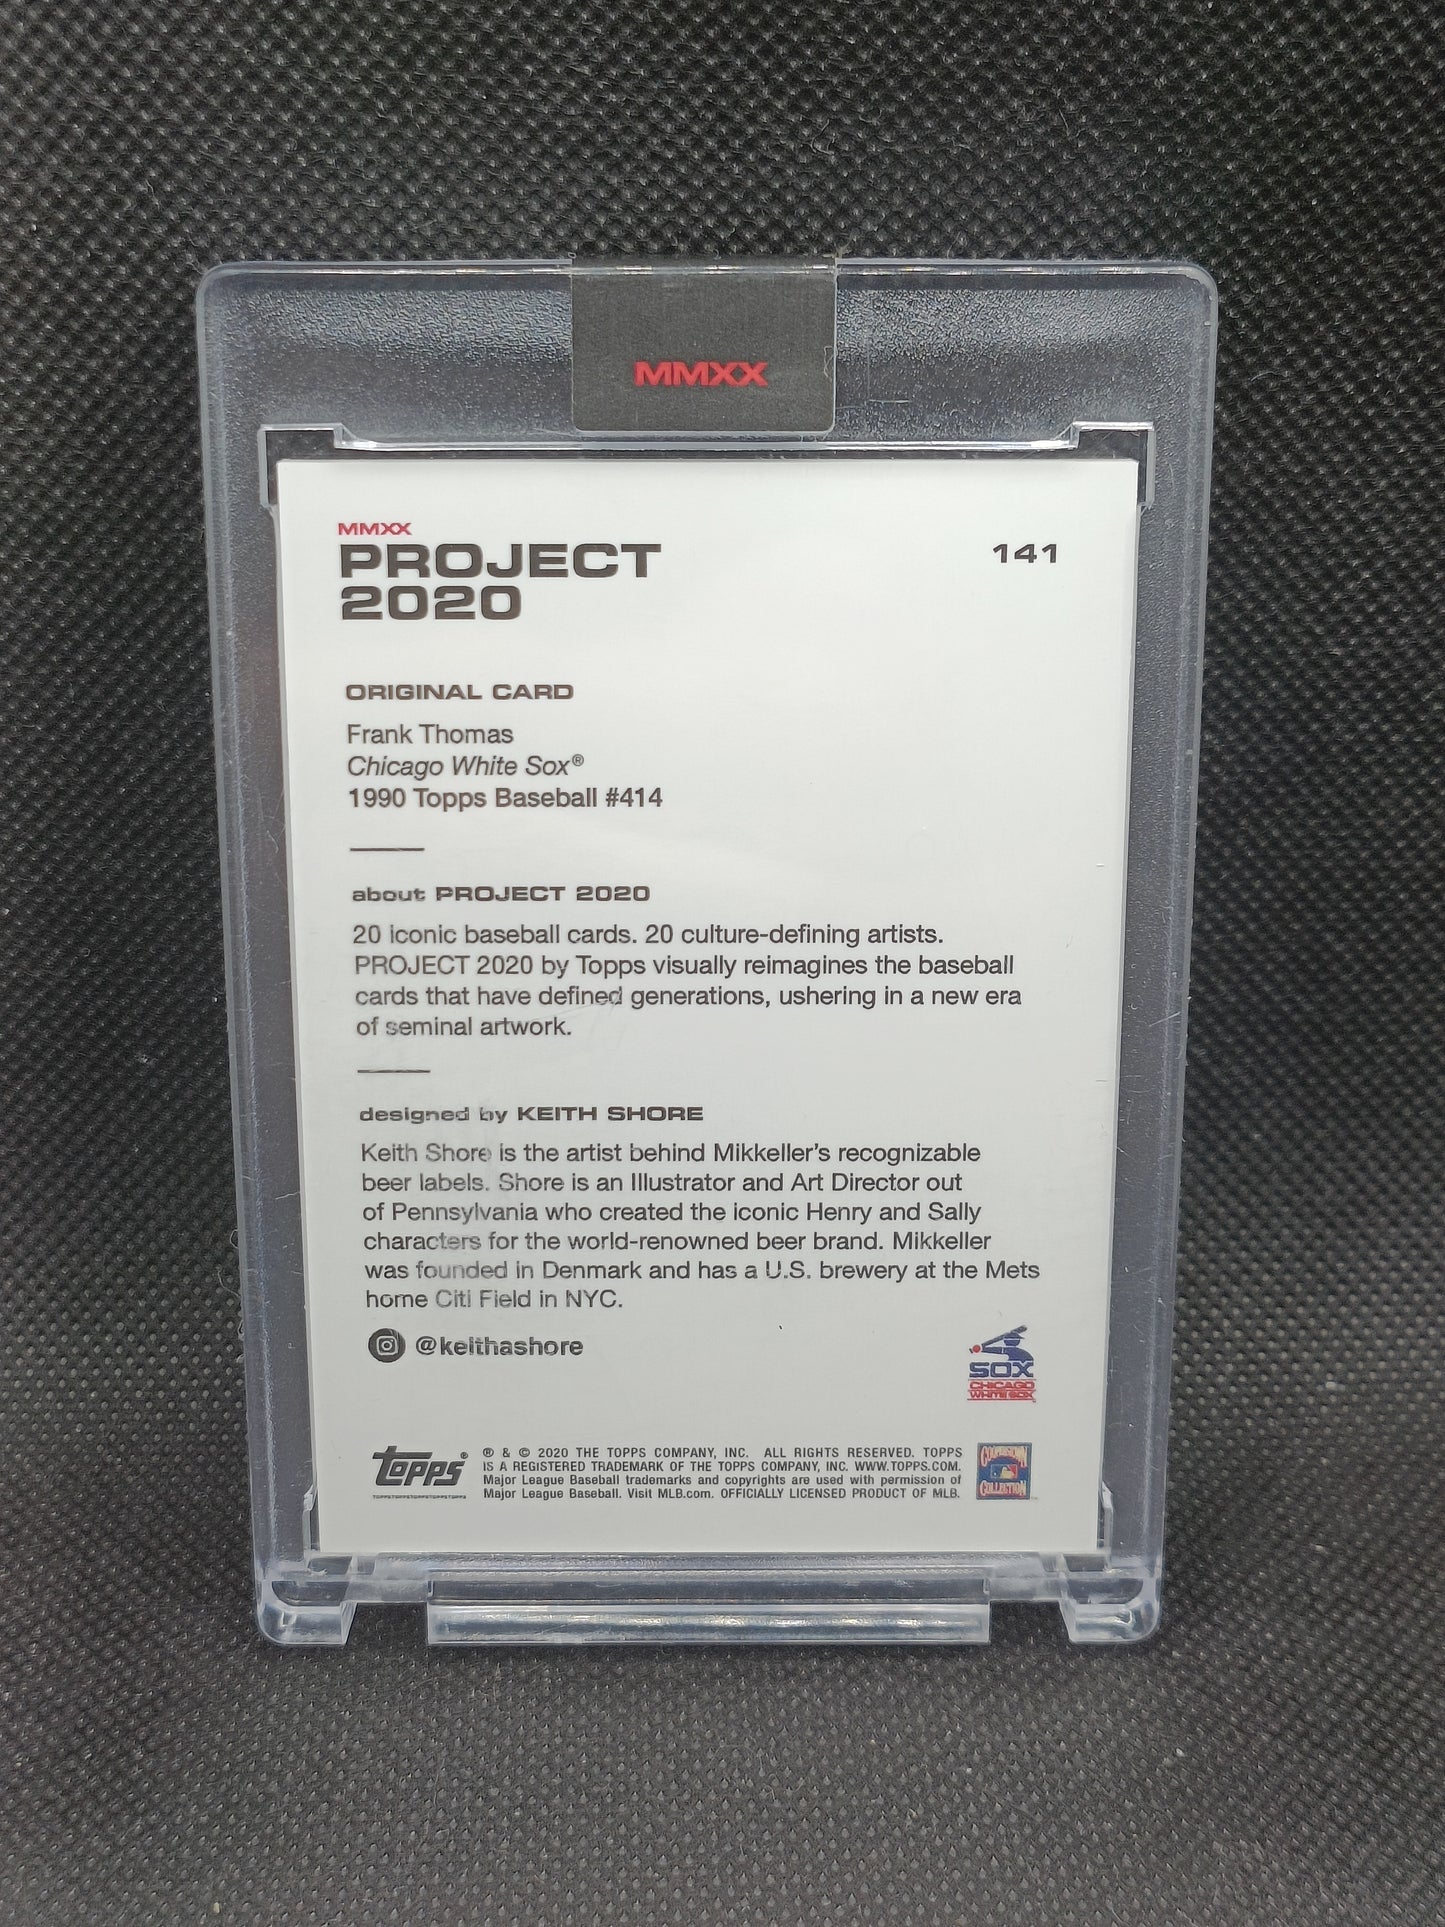 MMXX
MMXX
PROJECT
2020
141
ORIGINAL CARD
Frank Thomas
Chicago White Sox®
1990 Topps Baseball #414
about PROJECT 2020
20 iconic baseball cards. 20 culture-defining artists.
PROJECT 2020 by Topps visually reimagines the baseball
cards that have defined generations, ushering in a new era
of seminal artwork.
designed by KEITH SHORE
Keith Shore is the artist behind Mikkeller's recognizable
beer labels. Shore is an Illustrator and Art Director out
of Pennsylvania who created the iconic Henry and Sally
characters for the world-renowned beer brand. Mikkeller
was founded in Denmark and has a U.S. brewery at the Mets
home Citi Field in NYC.
@keithashore
SOX
CHICAGO
WHITE SOX
topps®
TOPPSTOPPSTOPPSTOPPSTOPPS
® & © 2020 THE TOPPS COMPANY, INC. ALL RIGHTS RESERVED. TOPPS
IS A REGISTERED TRADEMARK OF THE TOPPS COMPANY, INC. WWW.TOPPS.COM.
Major League Baseball trademarks and copyrights are used with permission of
Major League Baseball. Visit MLB.com. OFFICIALLY LICENSED PRODUCT OF MLB.
COOPERSTOWN
COLLECTION